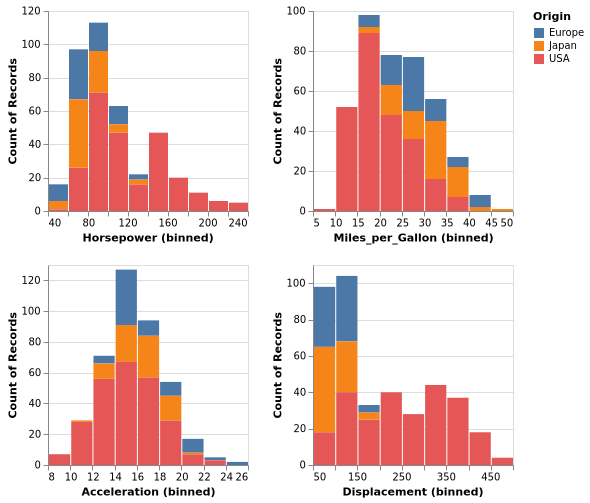 Origin
Europe
Japan
USA
Count of Records
120
100
80
60
40
20
0
40 80 120 160 200 240
Horsepower (binned)
Count of Records
100
80
60
40
20
0
5 10 15 20 25 30 35 40 45 50
Miles_per_Gallon (binned)
Count of Records
120
100
80
60
40
20
0
8 10 12 14 16 18 20 22 24 26
Acceleration (binned)
Count of Records
100
80
60
40
20
0
50 150 250 350 450
Displacement (binned)